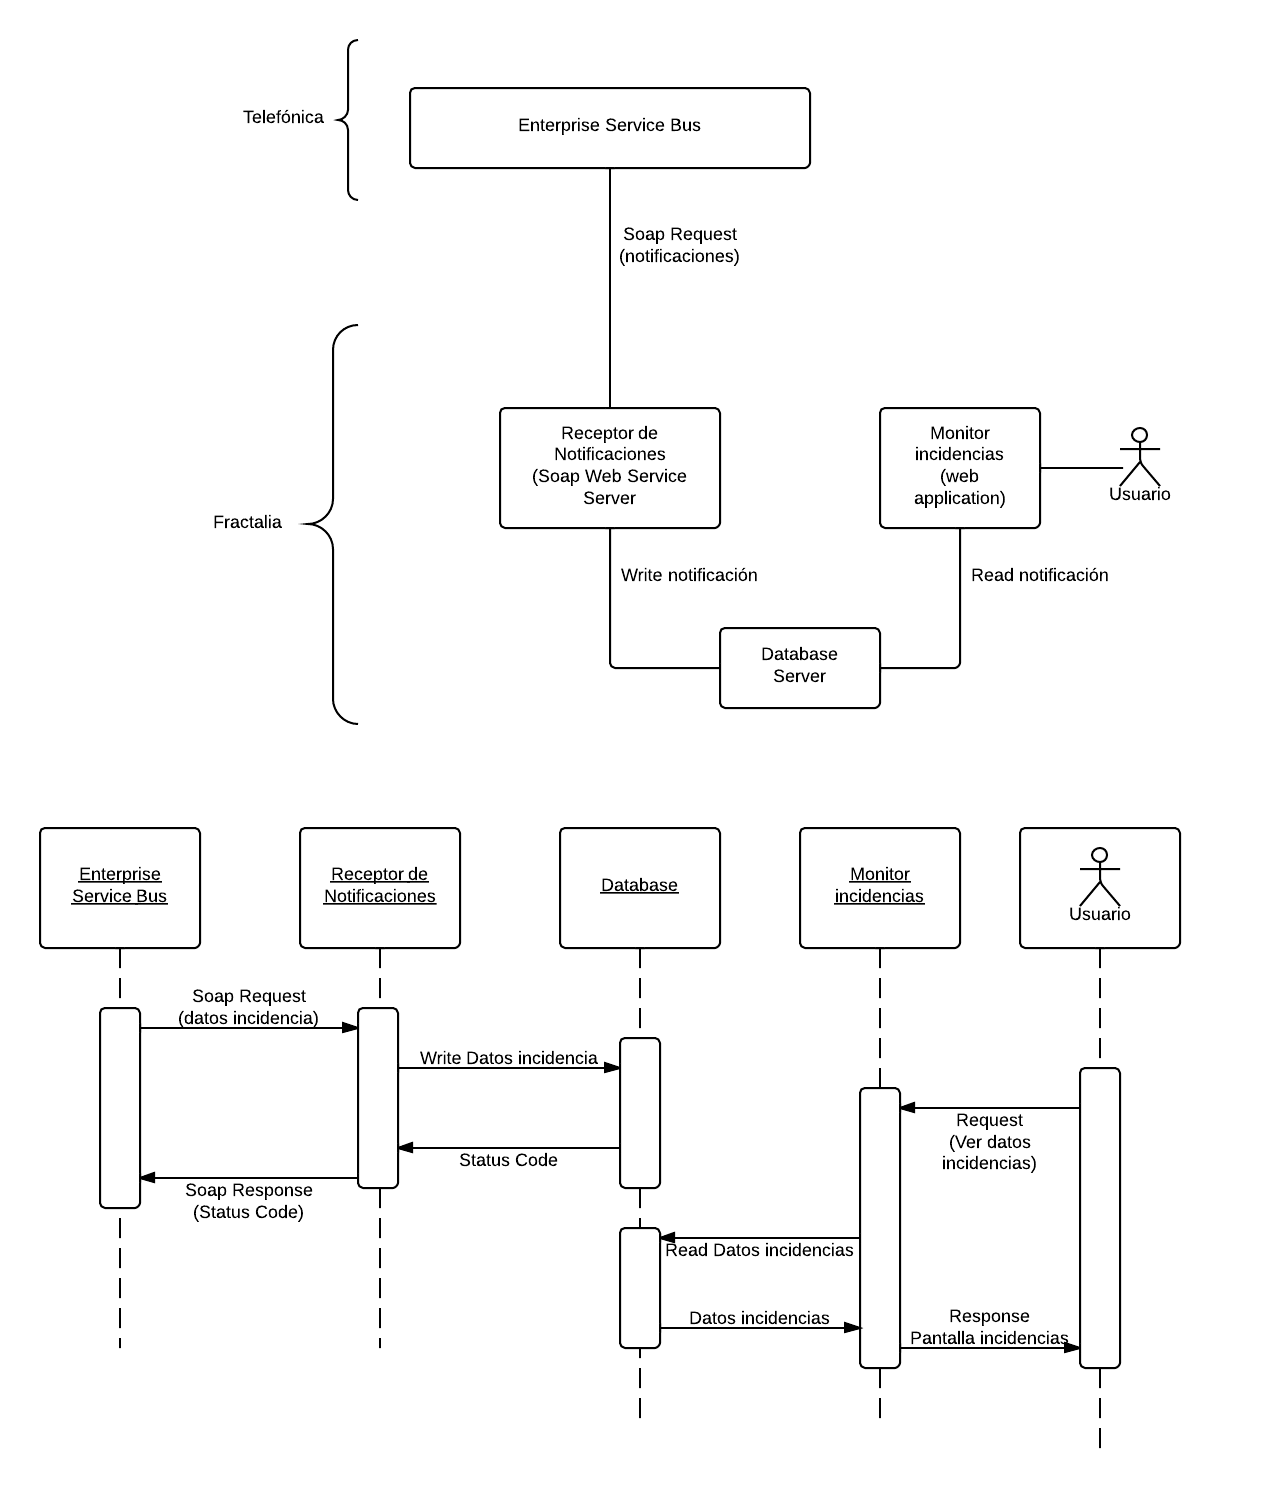 Telefónica
Enterprise Service Bus
Soap Request
(notificaciones)
Receptor de
Notificaciones
(Soap Web Service
Server
Monitor
incidencias
(web
application)
Usuario
Fractalia
Write notificación
Read notificación
Database
Server
Enterprise
Service Bus
Receptor de
Notificaciones
Database
Monitor
incidencias
Usuario
Soap Request
(datos incidencia)
Write Datos incidencia
Request
(Ver datos
incidencias)
Status Code
Soap Response
(Status Code)
Read Datos incidencias
Datos incidencias
Response
Pantalla incidencias